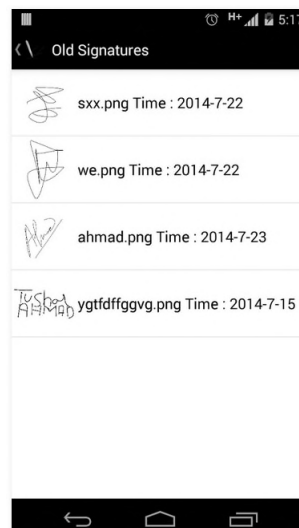 H+ 5:17
Old Signatures
sxx.png Time : 2014-7-22
we.png Time : 2014-7-22
ahmad.png Time : 2014-7-23
AHMAD
ygtfdffggvg.png Time : 2014-7-15